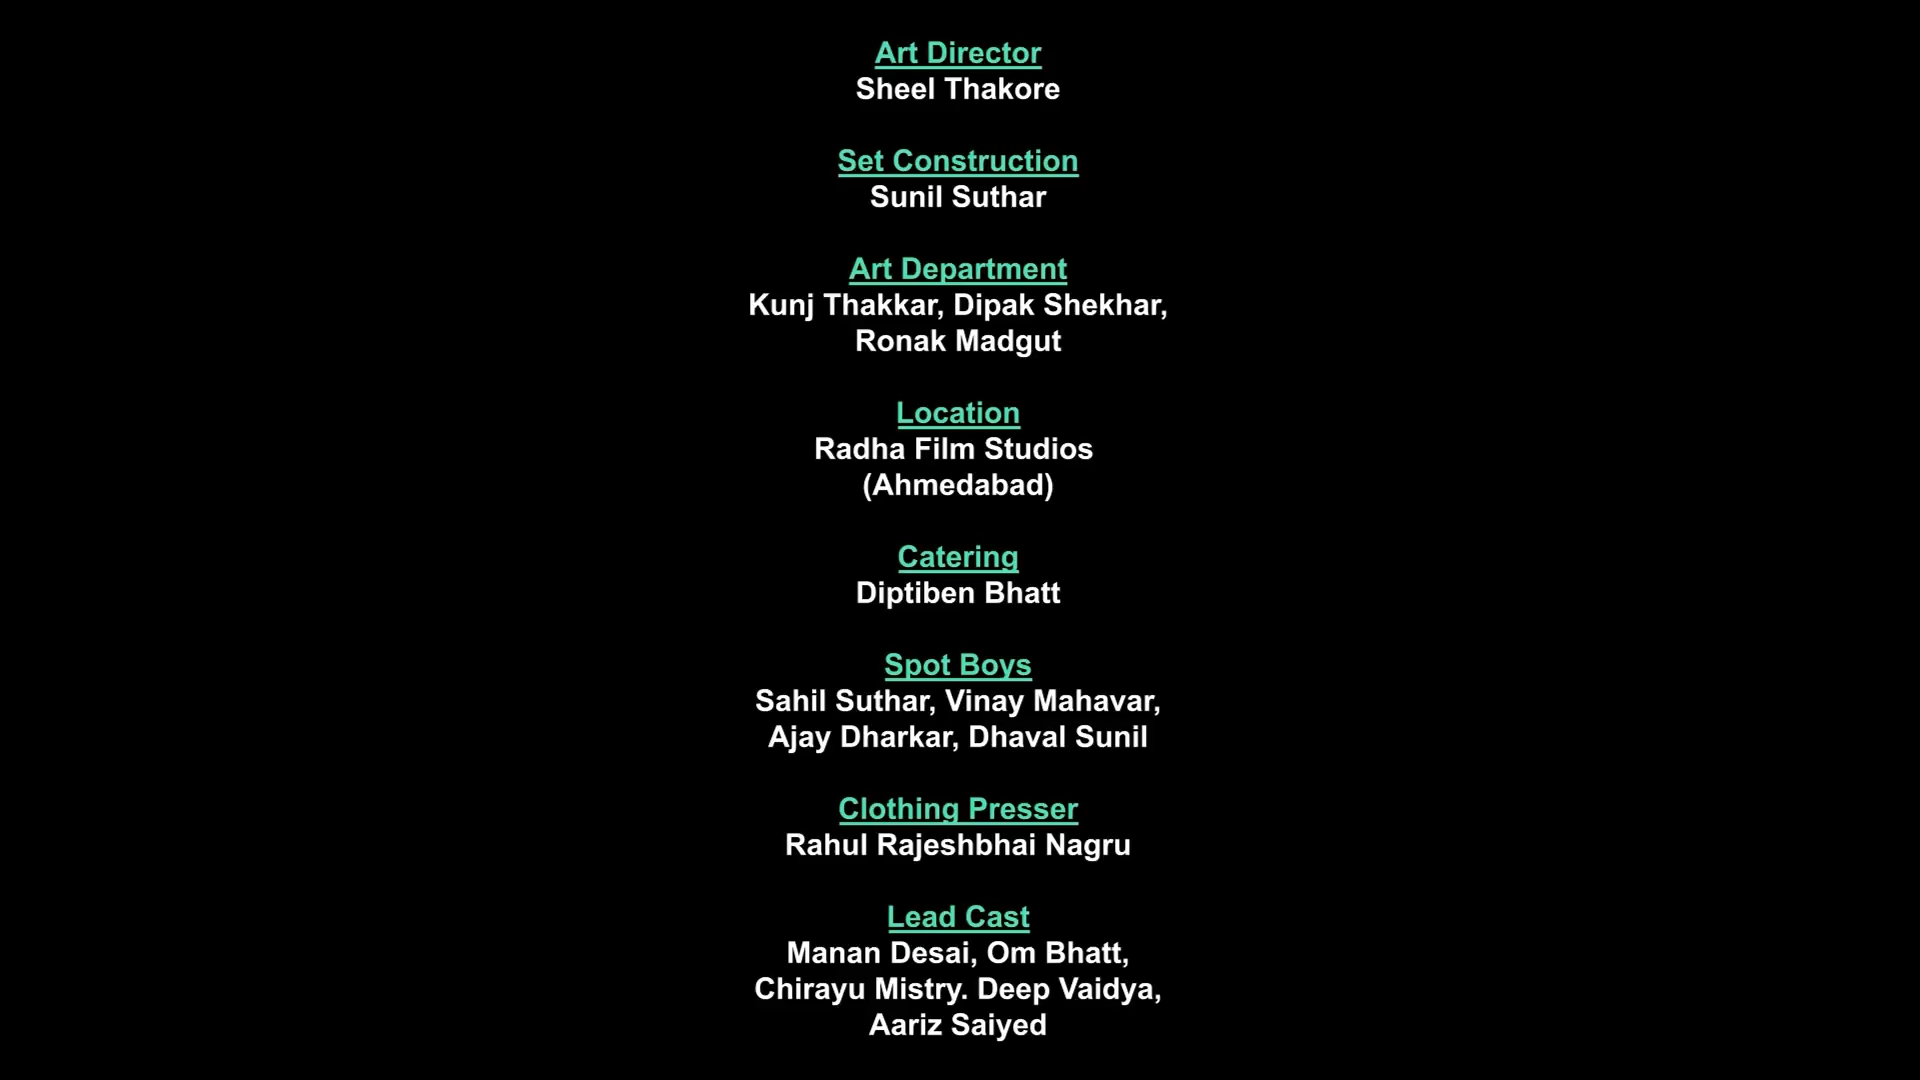 Art Director
Sheel Thakore
Set Construction
Sunil Suthar
Art Department
Kunj Thakkar, Dipak Shekhar,
Ronak Madgut
Location
Radha Film Studios
(Ahmedabad)
Catering
Diptiben Bhatt
Spot Boys
Sahil Suthar, Vinay Mahavar,
Ajay Dharkar, Dhaval Sunil
Clothing Presser
Rahul Rajeshbhai Nagru
Lead Cast
Manan Desai, Om Bhatt,
Chirayu Mistry. Deep Vaidya,
Aariz Saiyed